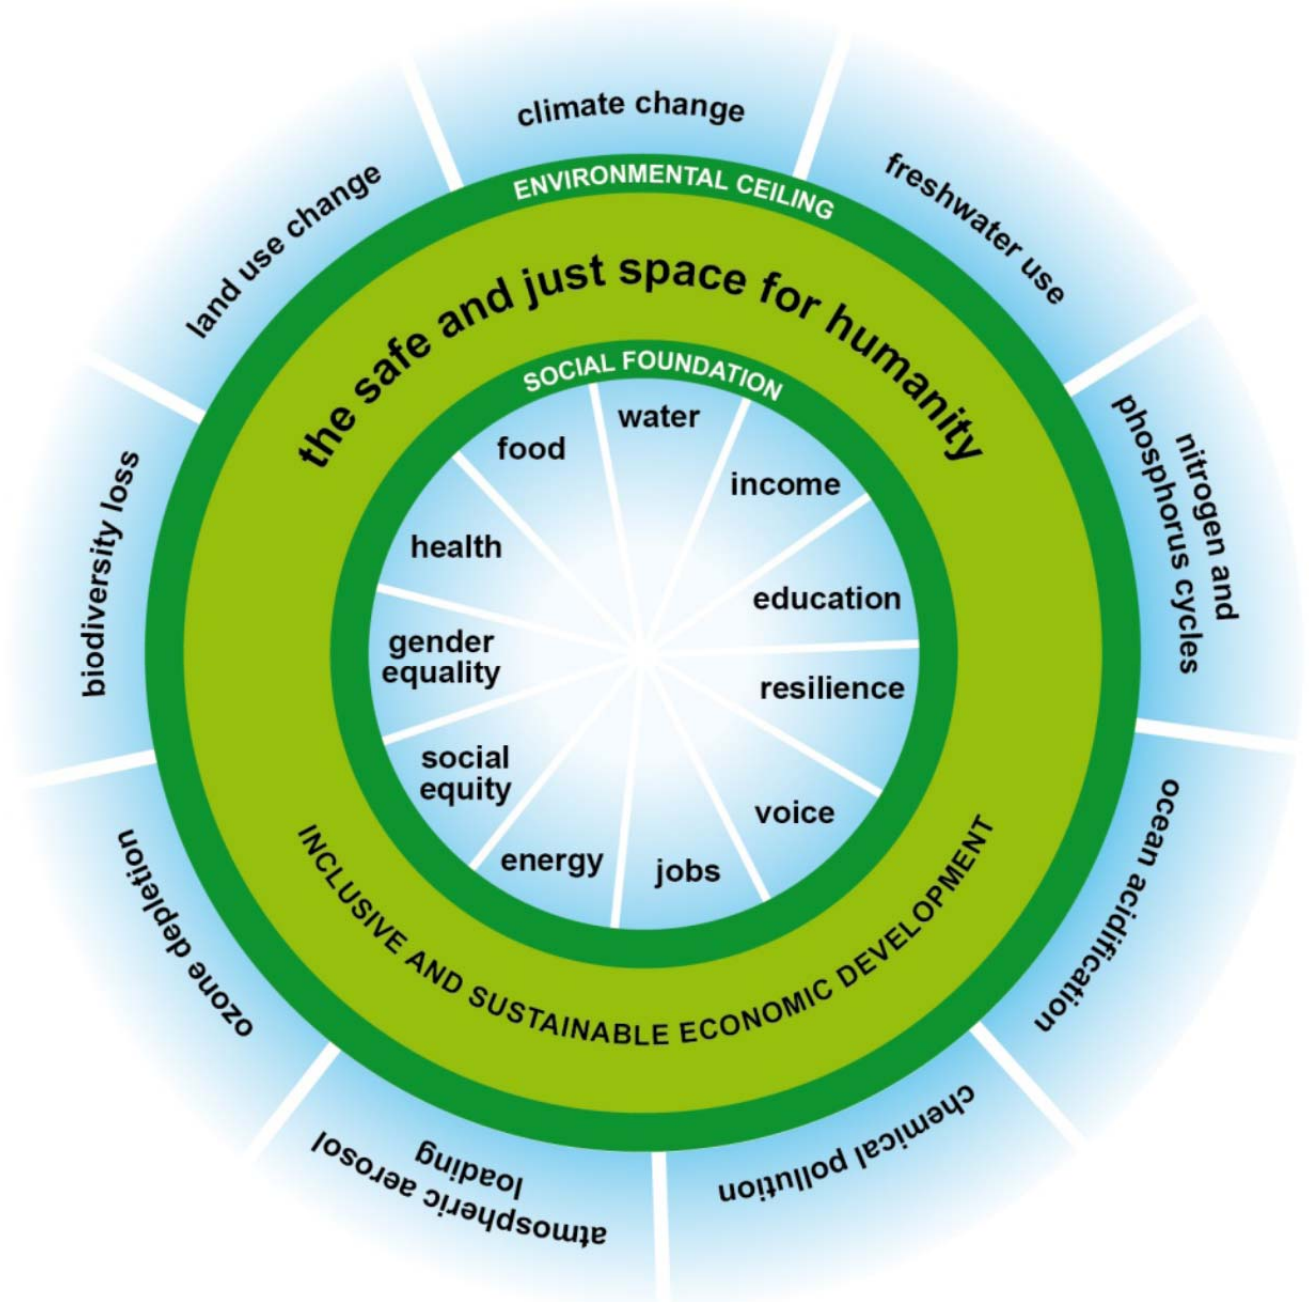 climate change
freshwater use
nitrogen and
phosphorus cycles
ocean acidification
chemical pollution
atmospheric aerosol
loading
ozone depletion
biodiversity loss
land use change
ENVIRONMENTAL CEILING
the safe and just space for humanity
SOCIAL FOUNDATION
water
income
education
resilience
voice
jobs
energy
social
equity
gender
equality
health
food
INCLUSIVE AND SUSTAINABLE ECONOMIC DEVELOPMENT